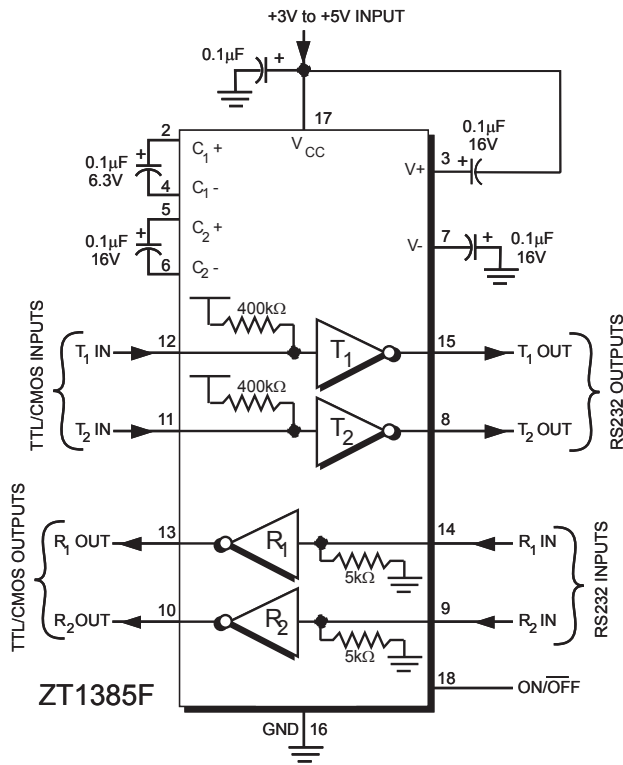 +3V to +5V INPUT
0.1µF +
17
VCC
2
+
0.1µF
6.3V
C1 +
4
C1 -
5
+
0.1µF
16V
C2 +
6
C2 -
0.1µF
16V
V+ 3 +
V- 7 +
0.1µF
16V
TTL/CMOS INPUTS
T1 IN 12
400kΩ
T1
15 T1 OUT
T2 IN 11
400kΩ
T2
8 T2 OUT
RS232 OUTPUTS
TTL/CMOS OUTPUTS
R1 OUT 13
R1
5kΩ
14 R1 IN
R2OUT 10
R2
5kΩ
9 R2 IN
RS232 INPUTS
18 ON/O̅F̅F̅
ZT1385F
GND 16